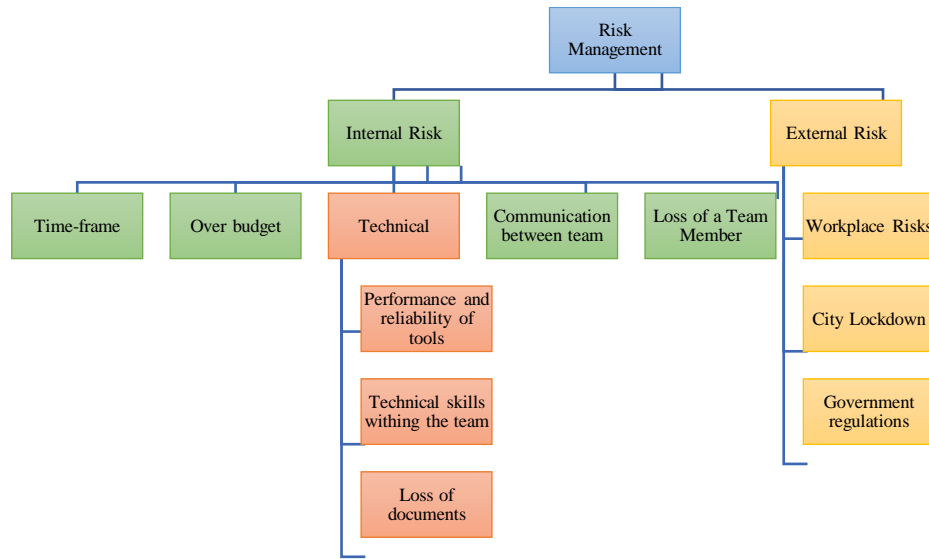 Risk
Management
Internal Risk
External Risk
Time-frame
Over budget
Technical
Communication
between team
Loss of a Team
Member
Workplace Risks
Performance and
reliability of
tools
City Lockdown
Technical skills
withing the team
Government
regulations
Loss of
documents